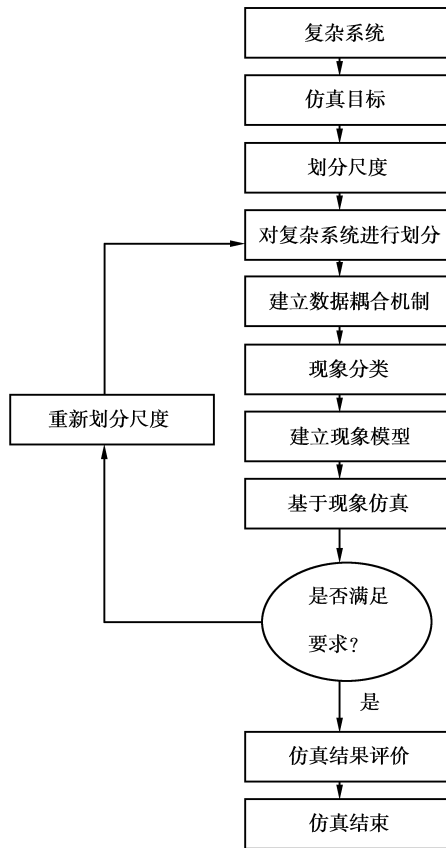 复杂系统
仿真目标
划分尺度
对复杂系统进行划分
建立数据耦合机制
现象分类
重新划分尺度
建立现象模型
基于现象仿真
是否满足
要求?
是
仿真结果评价
仿真结束